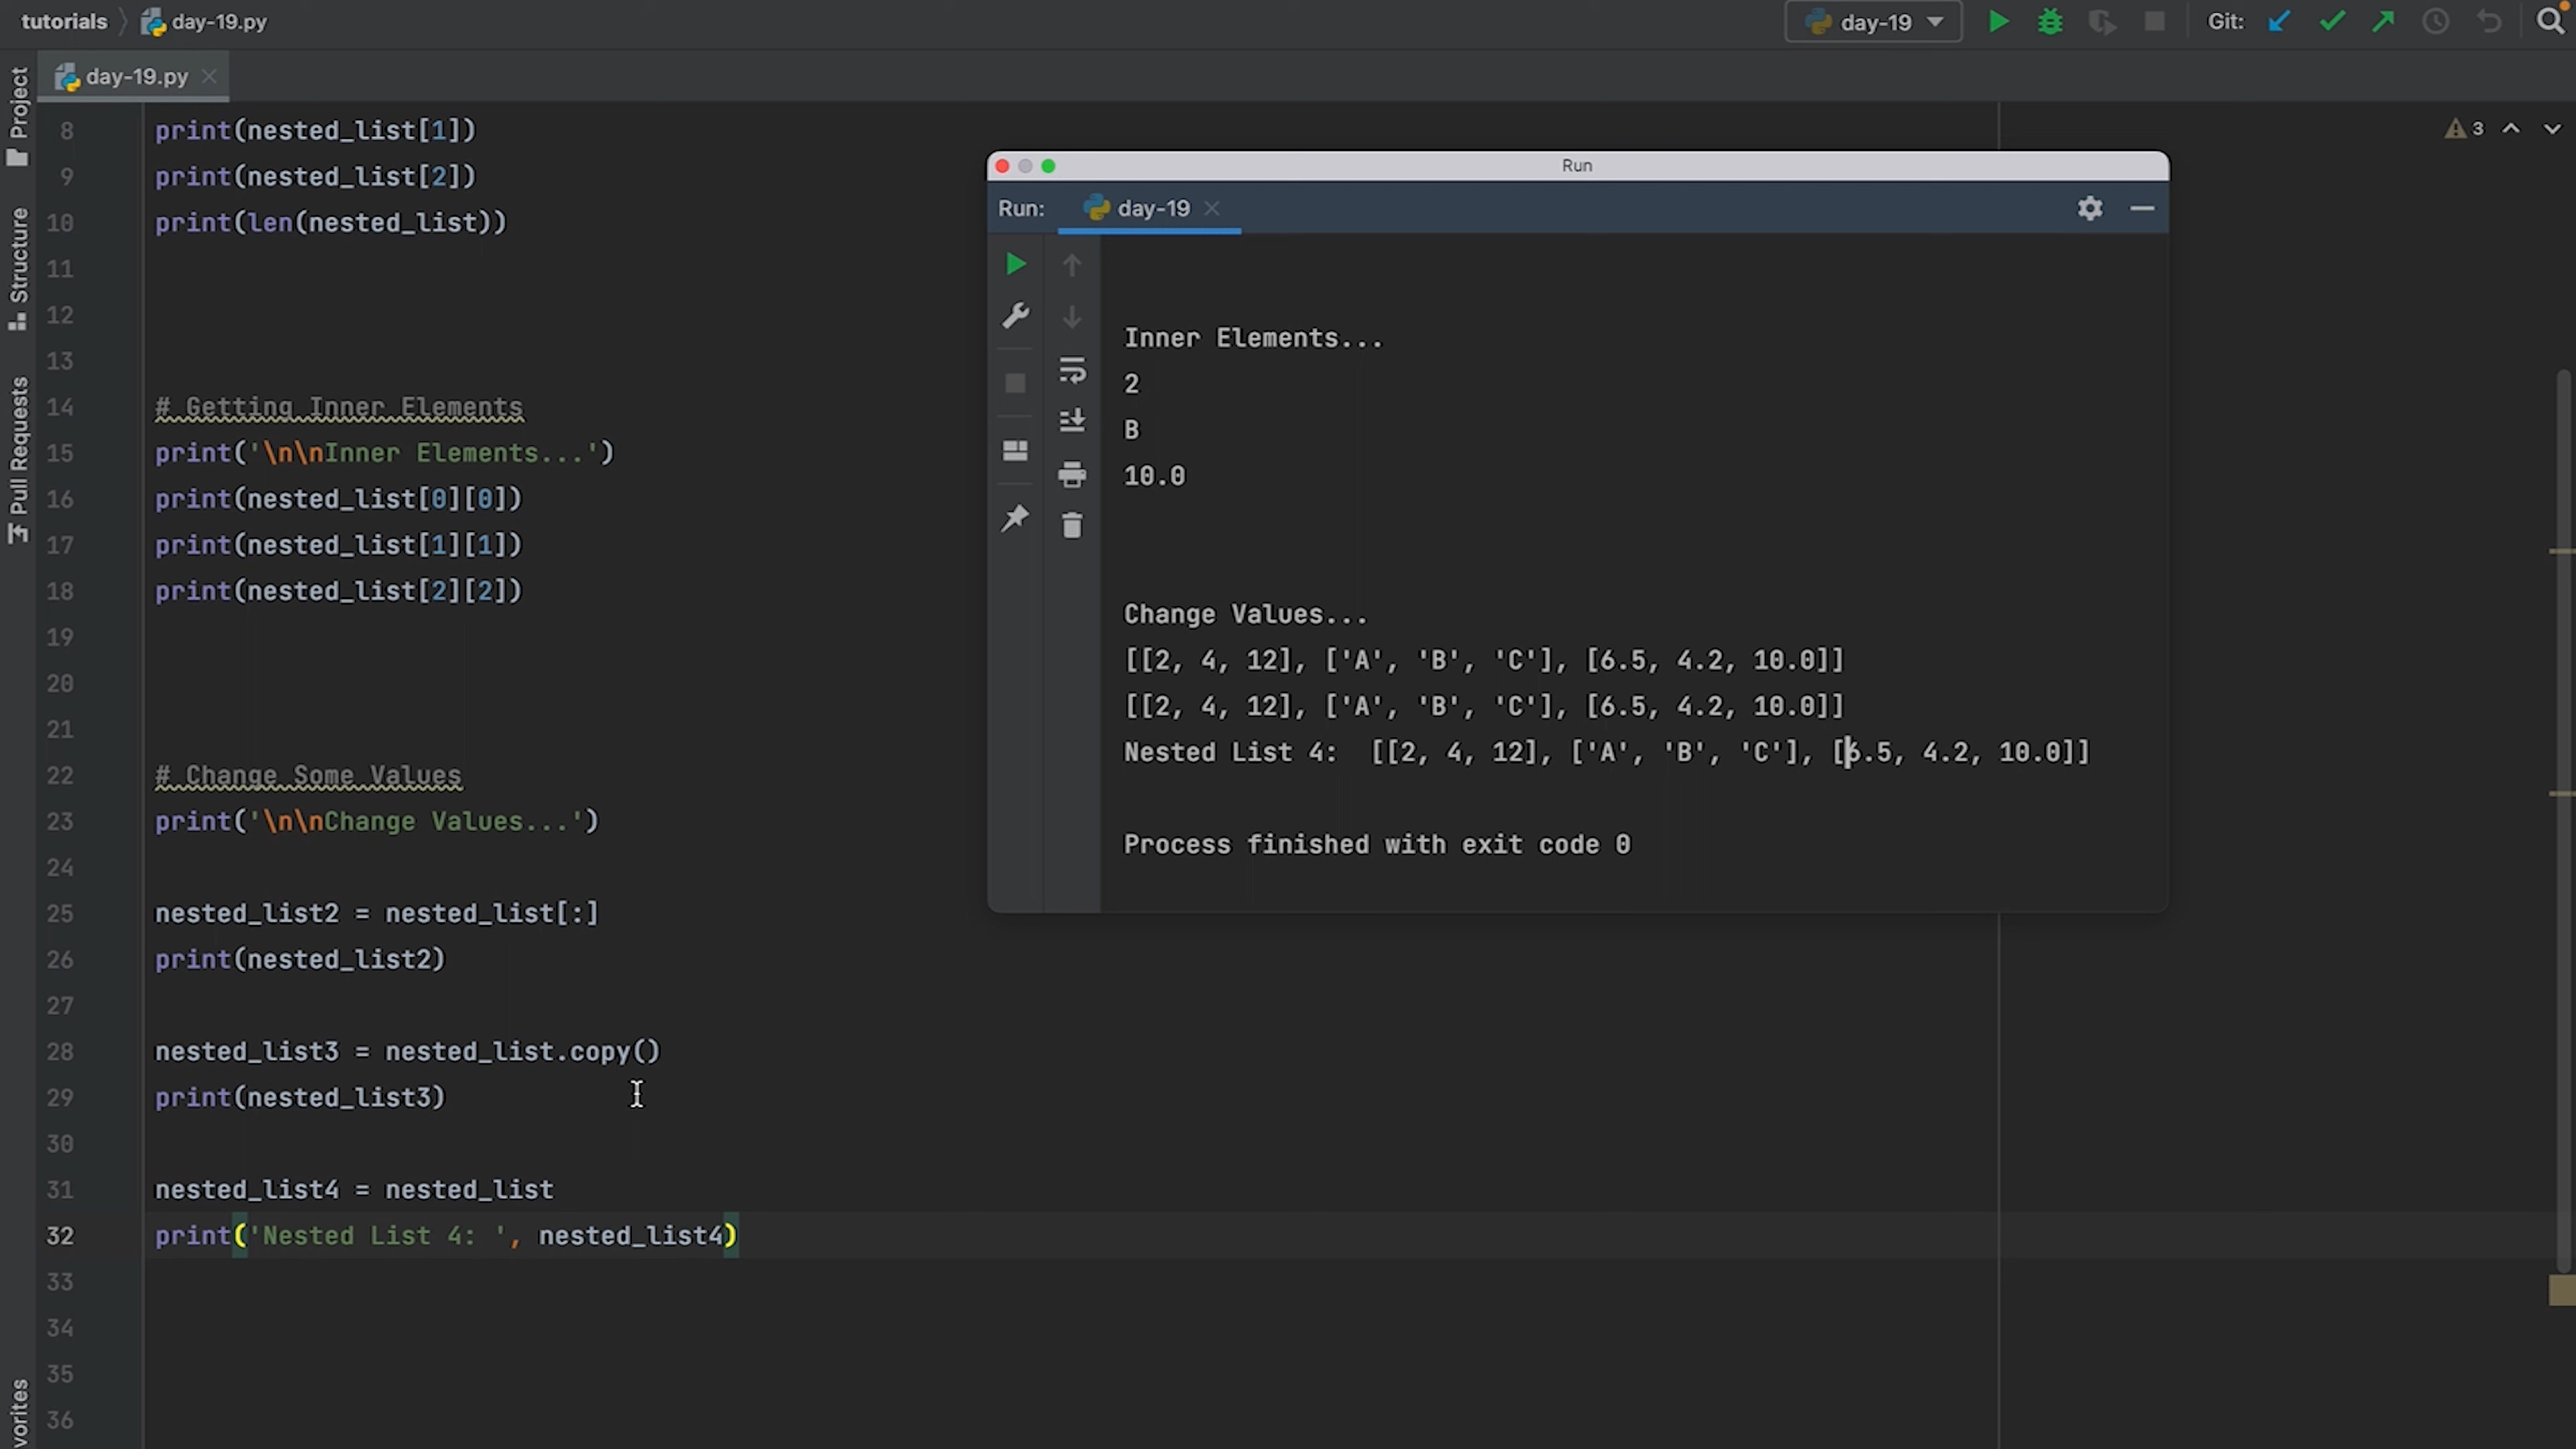 tutorials
day-19.py
day-19
Git:
day-19.py
Project
Structure
Pull Requests
vorites
3
8 print(nested_list[1])
9 print(nested_list[2])
10 print(len(nested_list))
11
12
13
14 # Getting Inner Elements
15 print('\n\nInner Elements...')
16 print(nested_list[0][0])
17 print(nested_list[1][1])
18 print(nested_list[2][2])
19
20
21
22 # Change Some Values
23 print('\n\nChange Values...')
24
25 nested_list2 = nested_list[:]
26 print(nested_list2)
27
28 nested_list3 = nested_list.copy()
29 print(nested_list3)
30
31 nested_list4 = nested_list
32 print('Nested List 4: ', nested_list4)
33
34
35
36
Run
Run: day-19
Inner Elements...
2
B
10.0
Change Values...
[[2, 4, 12], ['A', 'B', 'C'], [6.5, 4.2, 10.0]]
[[2, 4, 12], ['A', 'B', 'C'], [6.5, 4.2, 10.0]]
Nested List 4:  [[2, 4, 12], ['A', 'B', 'C'], [6.5, 4.2, 10.0]]
Process finished with exit code 0